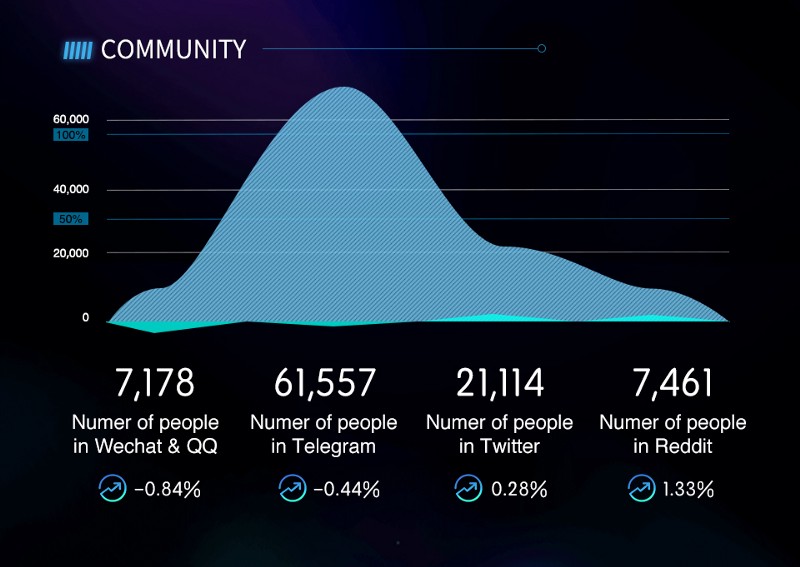 COMMUNITY
60,000
100%
40,000
50%
20,000
0
7,178
Numer of people
in Wechat & QQ
-0.84%
61,557
Numer of people
in Telegram
-0.44%
21,114
Numer of people
in Twitter
0.28%
7,461
Numer of people
in Reddit
1.33%